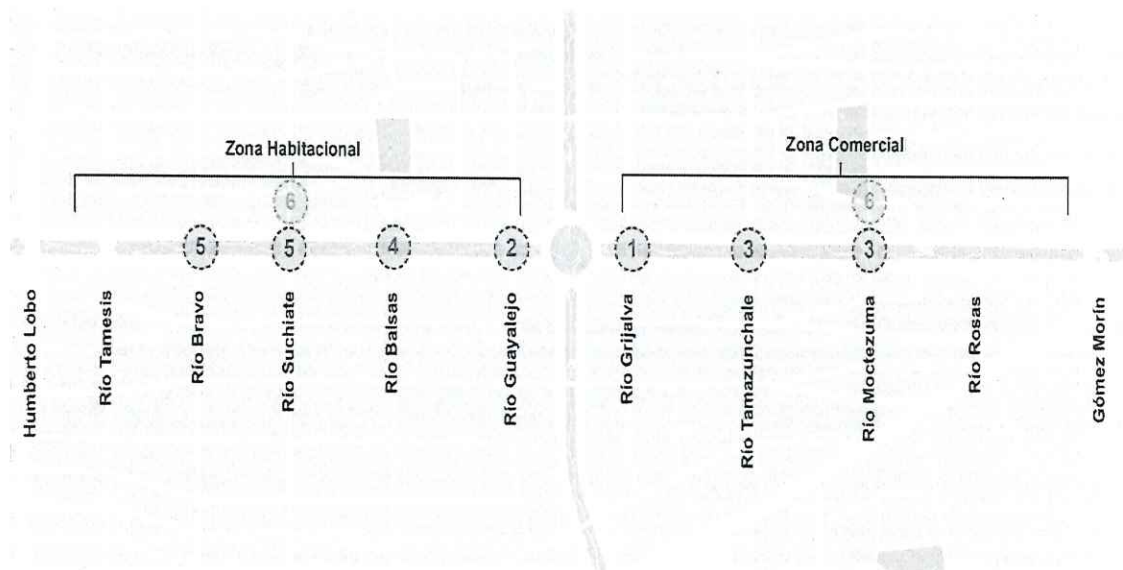 Zona Habitacional
Zona Comercial
6
6
5
5
4
2
1
3
3
Humberto Lobo
Río Tamesis
Río Bravo
Río Suchiate
Río Balsas
Río Guayalejo
Río Grijalva
Río Tamazunchale
Río Moctezuma
Río Rosas
Gómez Morín